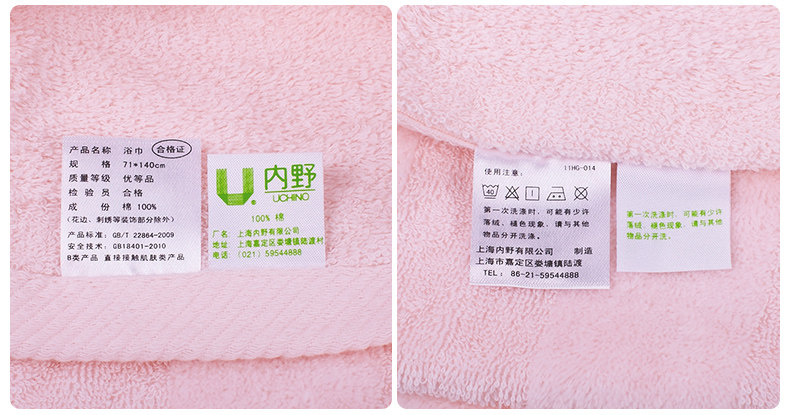 产品名称 浴巾 合格证
规 格 71*140cm
质量等级 优等品
检 验 员 合格
成 份 100% 棉
(花边、刺绣等装饰部分除外)
产品标准: GB/T 22864-2009
安全技术: GB18401-2010
B类产品 直接接触肌肤类产品
内野
UCHINO
100% 棉
厂名 上海内野有限公司
地址 上海嘉定区娄塘镇陆渡村
电话 (021) 59544888
使用注意: 11HG-014
40
第一次洗涤时,可能有少许
落绒、褪色现象,请与其他
物品分开洗涤。
上海内野有限公司 制造
上海市嘉定区娄塘镇陆渡
TEL: 86-21-59544888
第一次洗涤时,可能有少许
落绒、褪色现象,请与其他
物品分开洗涤。